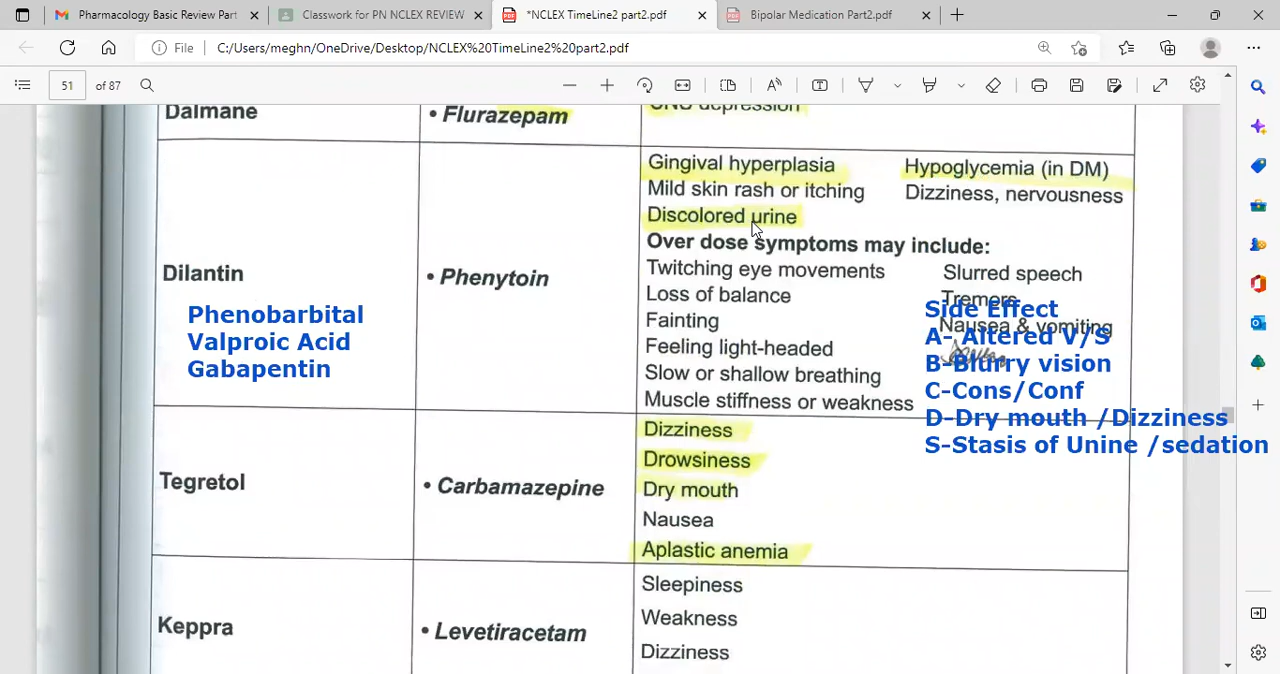 Pharmacology Basic Review Part
Classwork for PN NCLEX REVIEW
*NCLEX TimeLine2 part2.pdf
Bipolar Medication Part2.pdf
File
C:/Users/meghn/OneDrive/Desktop/NCLEX%20TimeLine2%20part2.pdf
51 of 87
Dalmane
• Flurazepam
CNS depression
Dilantin
Phenobarbital
Valproic Acid
Gabapentin
• Phenytoin
Gingival hyperplasia
Hypoglycemia (in DM)
Mild skin rash or itching
Dizziness, nervousness
Discolored urine
Over dose symptoms may include:
Twitching eye movements
Slurred speech
Loss of balance
Tremors
Fainting
Nausea & vomiting
Feeling light-headed
Slow or shallow breathing
Muscle stiffness or weakness
Side Effect
A- Altered V/S
B-Blurry vision
C-Cons/Conf
D-Dry mouth /Dizziness
S-Stasis of Unine /sedation
Tegretol
• Carbamazepine
Dizziness
Drowsiness
Dry mouth
Nausea
Aplastic anemia
Keppra
• Levetiracetam
Sleepiness
Weakness
Dizziness